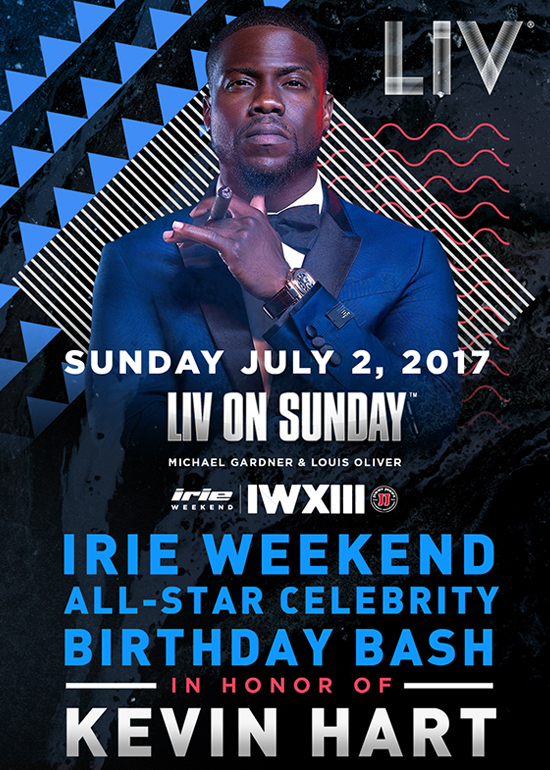 LIV®
SUNDAY JULY 2, 2017
LIV ON SUNDAY™
MICHAEL GARDNER & LOUIS OLIVER
irie
WEEKEND
IWXIII
JJ
IRIE WEEKEND
ALL-STAR CELEBRITY
BIRTHDAY BASH
IN HONOR OF
KEVIN HART